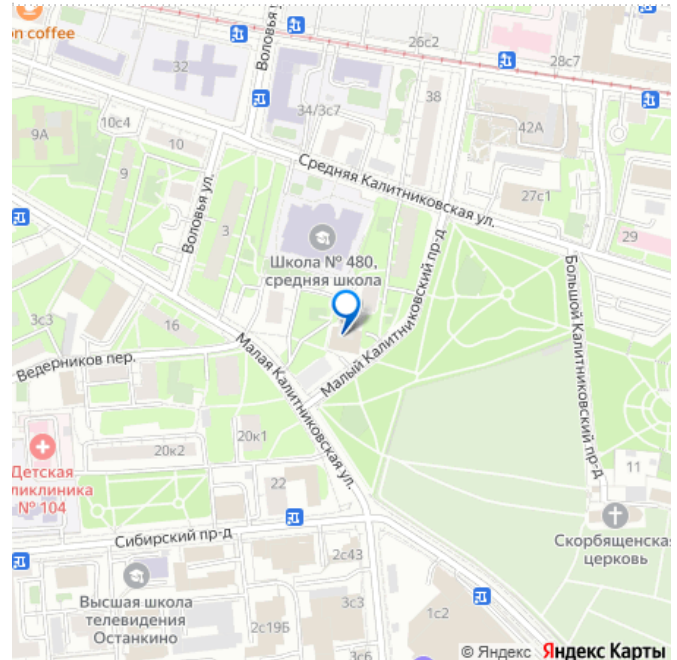 on coffee
Воловья ул.
26с2
28с7
32
34/3с7
38
10с4
9А
10
42А
9
Средняя Калитниковская ул.
27с1
Воловья ул.
3
29
Школа № 480,
средняя школа
Малый Калитниковский пр-д
Большой Калитниковский пр-д
3с3
16
Ведерников пер.
Малая Калитниковская ул.
20к1
20к2
Детская
ликлиника
№ 104
22
11
Скорбященская
церковь
Сибирский пр-д
2с43
Высшая школа
телевидения
Останкино
3с3
2с19Б
1с2
3с6
© Яндекс Яндекс Карты